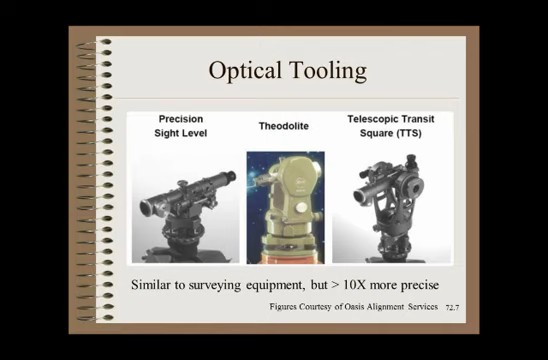 Optical Tooling
Precision
Sight Level
Theodolite
Telescopic Transit
Square (TTS)
Similar to surveying equipment, but > 10X more precise
Figures Courtesy of Oasis Alignment Services 72.7